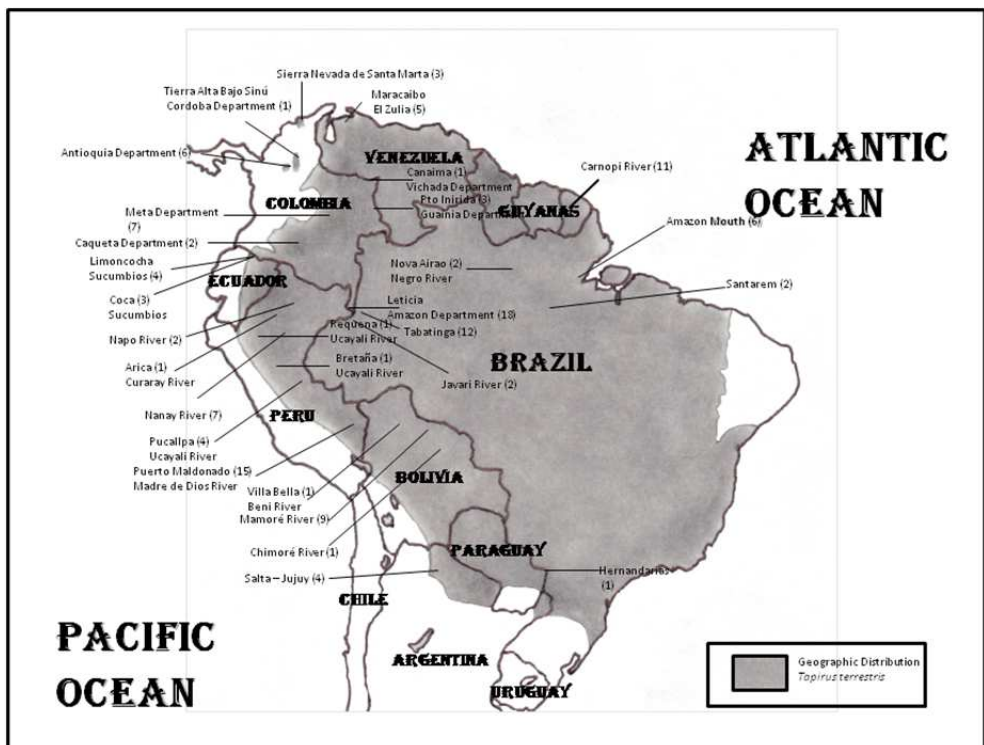 Sierra Nevada de Santa Marta (3)
Tierra Alta Bajo Sinú
Cordoba Department (1)
Maracaibo
El Zulia (5)
Antioquia Department (6)
VENEZUELA
Canaima (1)
Vichada Department
Pto Inirida (3)
Guainia Departm
Carnopi River (11)
ATLANTIC
OCEAN
COLOMBIA
GUYANAS
Meta Department
(7)
Amazon Mouth (6)
Caqueta Department (2)
Limoncocha
Sucumbios (4)
Nova Airao (2)
Negro River
ECUADOR
Santarem (2)
Coca (3)
Sucumbios
Leticia
Amazon Department (18)
Tabatinga (12)
Requena (1)
Ucayali River
Napo River (2)
Bretaña (1)
Ucayali River
BRAZIL
Arica (1)
Curaray River
Javari River (2)
Nanay River (7)
PERU
Pucallpa (4)
Ucayali River
Puerto Maldonado (15)
Madre de Dios River
BOLIVIA
Villa Bella (1)
Beni River
Mamoré River (9)
Chimoré River (1)
PARAGUAY
Salta – Jujuy (4)
Hernandarias
(1)
CHILE
PACIFIC
OCEAN
ARGENTINA
URUGUAY
Geographic Distribution
Tapirus terrestris